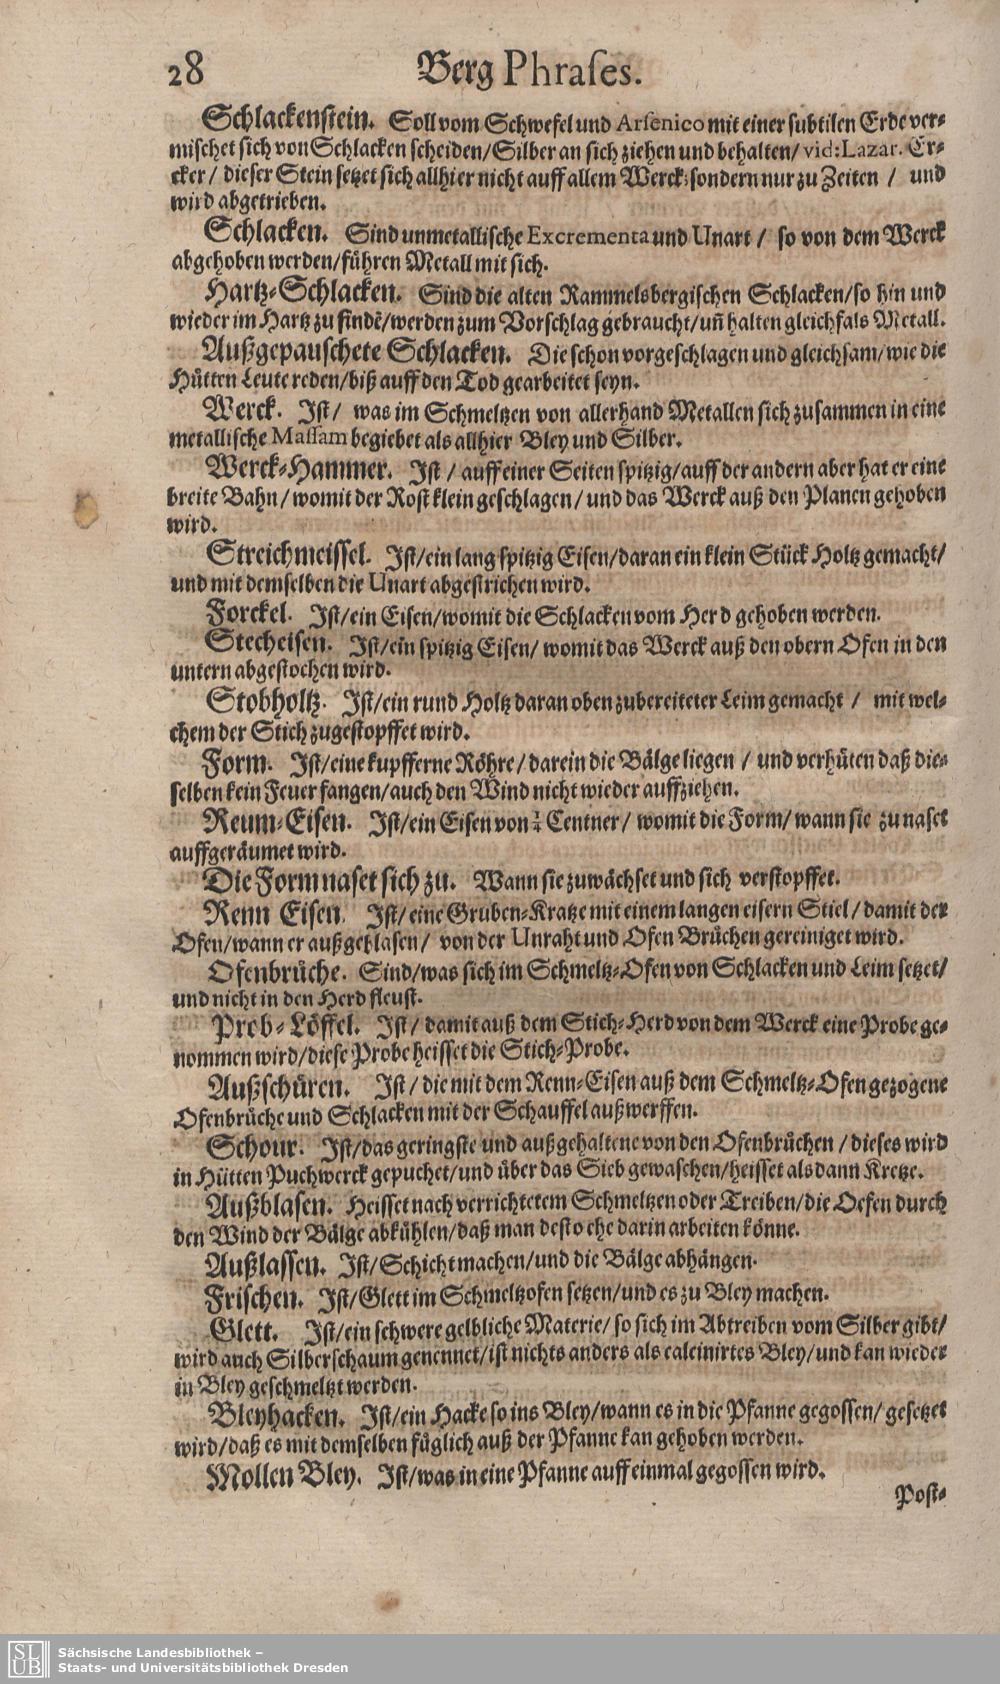 28 Berg Phrases.
Schlackenstein. Soll vom Schwefel und Arsenico mit einer subtilen Erde ver-
mischet sich von Schlacken scheiden/Silber an sich ziehen und behalten/ vid: Lazar. Er-
cker/ dieser Stein setzet sich allhier nicht auff allem Werck: sondern nur zu Zeiten / und
wird abgetrieben.
Schlacken. Sind unmetallische Excrementa und Unart / so von dem Werck
abgehoben werden/führen Metall mit sich.
Hartz-Schlacken. Sind die alten Rammelsbergischen Schlacken/so hin und
wieder im Hartz zu findẽ/werden zum Vorschlag gebraucht/uñ halten gleichfals Metall.
Außgepauschete Schlacken. Die schon vorgeschlagen und gleichsam/wie die
Hütten Leute reden/biß auff den Tod gearbeitet seyn.
Werck. Ist/ was im Schmeltzen von allerhand Metallen sich zusammen in eine
metallische Massam begiebet als allhier Bley und Silber.
Werck-Hammer. Ist / auff einer Seiten spitzig/auff der andern aber hat er eine
breite Bahn/womit der Rost klein geschlagen/und das Werck auß den Planen gehoben
wird.
Streichmeissel. Ist/ein lang spitzig Eisen/daran ein klein Stück Holtz gemacht/
und mit demselben die Unart abgestrichen wird.
Forckel. Ist/ein Eisen/womit die Schlacken vom Herd gehoben werden.
Stecheisen. Ist/ein spitzig Eisen/ womit das Werck auß den obern Ofen in den
untern abgestochen wird.
Stobholtz. Ist/ein rund Holtz daran oben zubereiteter Leim gemacht / mit wel-
chem der Stich zugestopffet wird.
Form. Ist/eine kupfferne Röhre/darein die Bälge liegen / und verhüten daß die-
selben kein Feuer fangen/auch den Wind nicht wieder auffziehen.
Reum-Eisen. Ist/ein Eisen von Centner/ womit die Form/wann sie zu naset
auffgeräumet wird.
Die Form naset sich zu. Wann sie zuwächset und sich verstopffet.
Renn Eisen. Ist/eine Gruben-Kratze mit einem langen eisern Stiel/damit der
Ofen/wann er außgeblasen/ von der Unraht und Ofen Brüchen gereiniget wird.
Ofenbrüche. Sind/was sich im Schmeltz-Ofen von Schlacken und Leim setzet/
und nicht in den Herd fleust.
Prob-Löffel. Ist/ damit auß dem Stich-Herd von dem Werck eine Probe ge-
nommen wird/diese Probe heisset die Stich-Probe.
Außschüren. Ist/ die mit dem Renn-Eisen auß dem Schmeltz-Ofen gezogene
Ofenbrüche und Schlacken mit der Schauffel außwerffen.
Schour. Ist/das geringste und außgehaltene von den Ofenbrüchen / dieses wird
in Hütten Puchwerck gepuchet/und über das Sieb gewaschen/heisset alsdann Kretze.
Außblasen. Heisset nach verrichtetem Schmeltzen oder Treiben/die Oefen durch
den Wind der Bälge abkühlen/daß man desto ehe darin arbeiten könne.
Außlassen. Ist/Schicht machen/und die Bälge abhängen.
Frischen. Ist/Glett im Schmeltzofen setzen/und es zu Bley machen.
Glett. Ist/ein schwere gelbliche Materie/so sich im Abtreiben vom Silber gibt/
wird auch Silberschaum genennet/ist nichts anders als calcinirtes Bley/und kan wieder
in Bley geschmeltzt werden.
Bleyhacken. Ist/ein Hacke so ins Bley/wann es in die Pfanne gegossen/gesetzet
wird/daß es mit demselben füglich auß der Pfanne kan gehoben werden.
Mollen Bley. Ist/was in eine Pfanne auff einmal gegossen wird.
Post-
SLUB Sächsische Landesbibliothek –
Staats- und Universitätsbibliothek Dresden